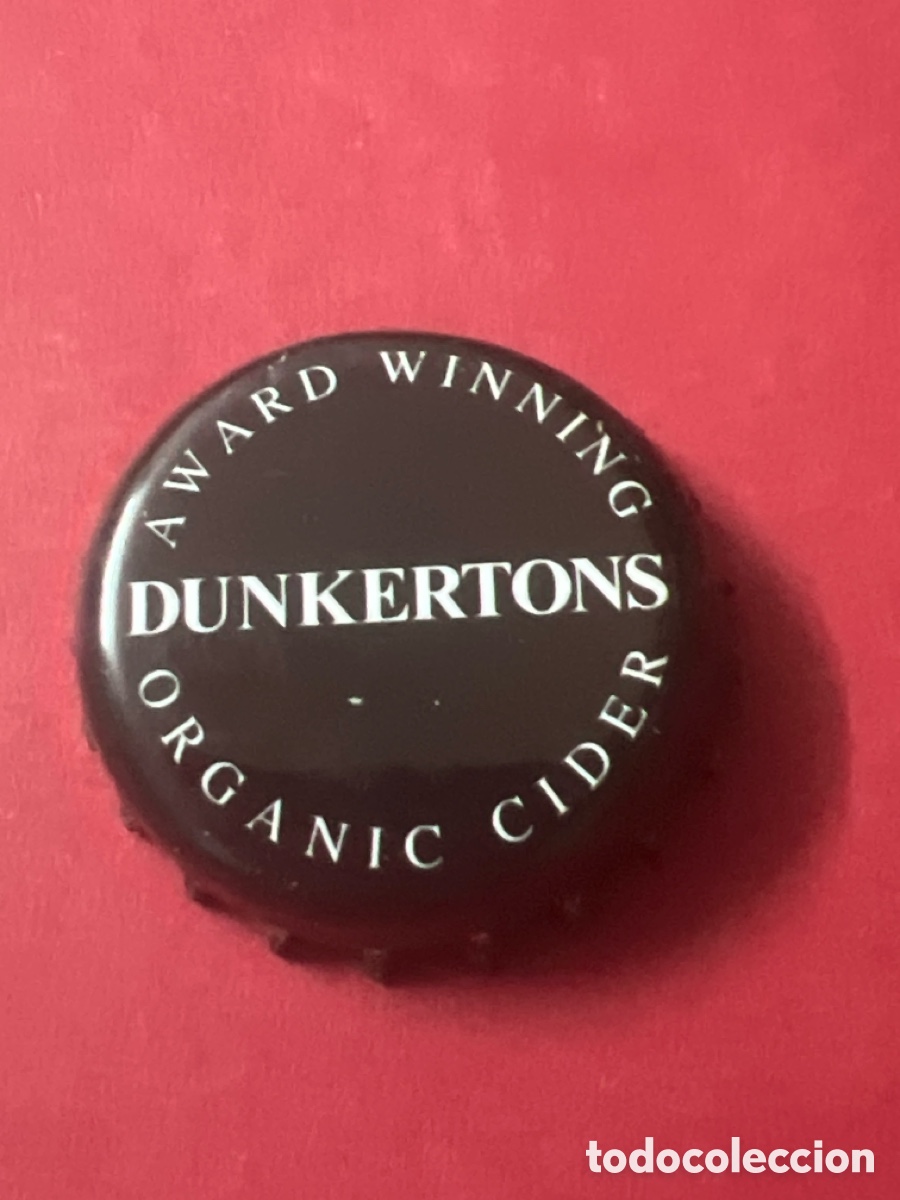 AWARD WINNING
DUNKERTONS
ORGANIC CIDER
todocoleccion